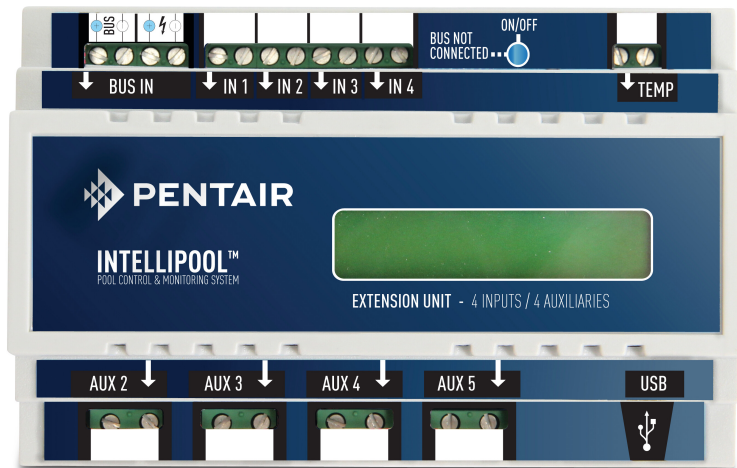 BUS
ON/OFF
BUS NOT
CONNECTED
BUS IN
IN 1
IN 2
IN 3
IN 4
TEMP
PENTAIR
INTELLIPOOL™
POOL CONTROL & MONITORING SYSTEM
EXTENSION UNIT - 4 INPUTS / 4 AUXILIARIES
AUX 2
AUX 3
AUX 4
AUX 5
USB